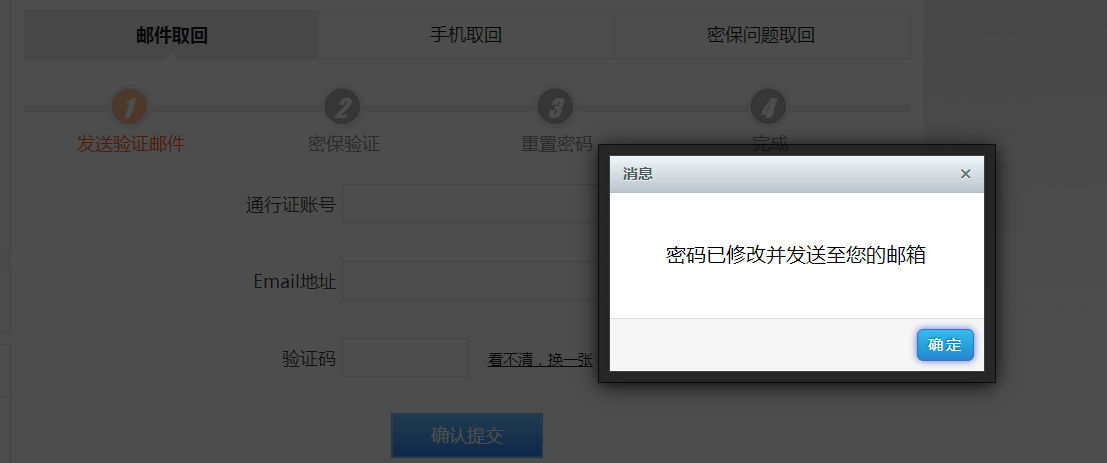 邮件取回 手机取回 密保问题取回
1 2 3 4
发送验证邮件 密保验证 重置密码 完成
消息 ×
通行证账号
密码已修改并发送至您的邮箱
Email地址
确定
验证码 看不清，换一张
确认提交